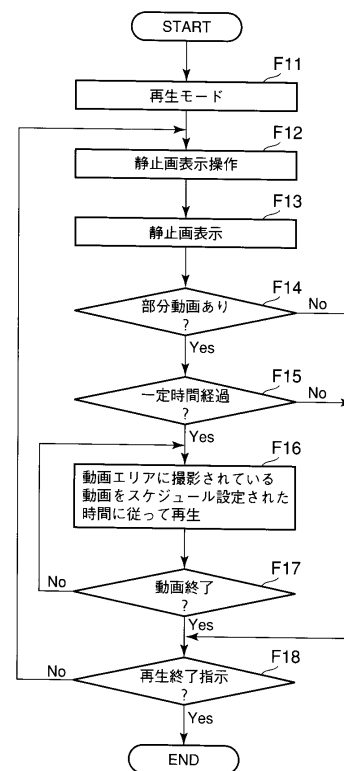 START
F11
再生モード
F12
静止画表示操作
F13
静止画表示
F14
部分動画あり
?
No
Yes
F15
一定時間経過
?
No
Yes
F16
動画エリアに撮影されている
動画をスケジュール設定された
時間に従って再生
F17
動画終了
?
No
Yes
F18
再生終了指示
?
No
Yes
END